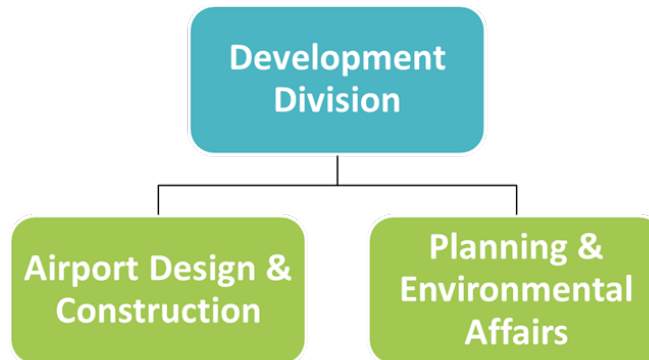 Development
Division
Airport Design &
Construction
Planning &
Environmental
Affairs